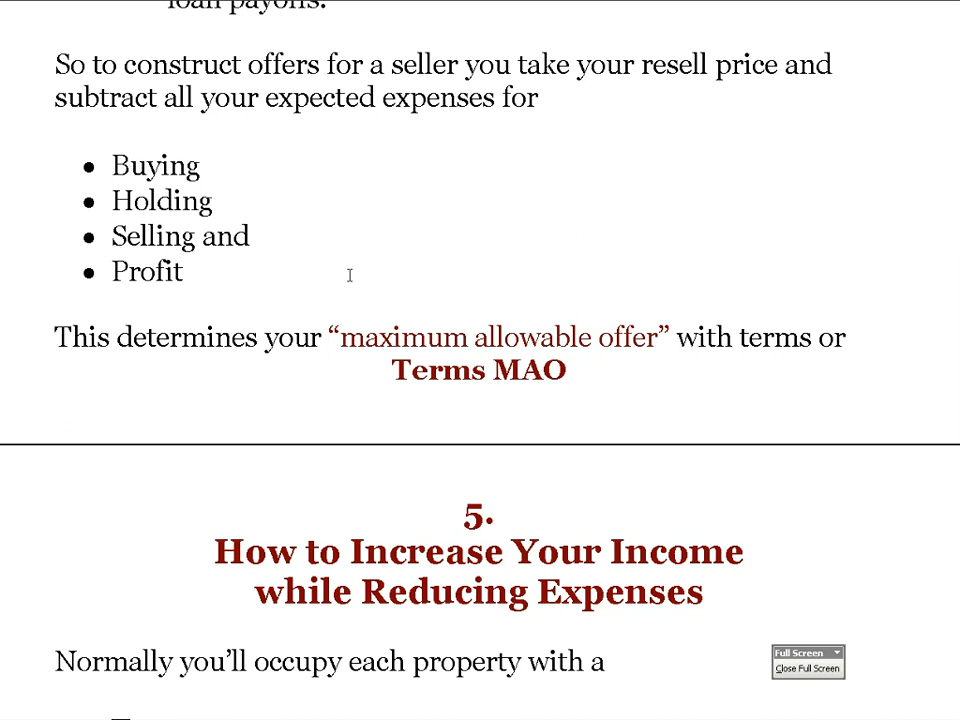 loan payoffs.
So to construct offers for a seller you take your resell price and
subtract all your expected expenses for
• Buying
• Holding
• Selling and
• Profit
This determines your “maximum allowable offer” with terms or
Terms MAO
5.
How to Increase Your Income
while Reducing Expenses
Normally you’ll occupy each property with a
Full Screen
Close Full Screen